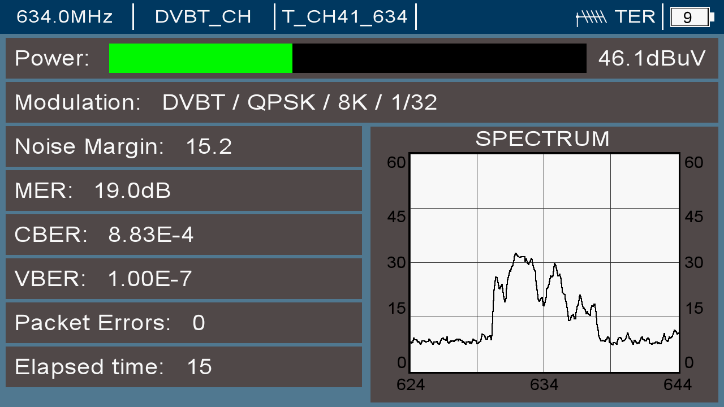 634.0MHz DVBT_CH T_CH41_634 TER 9
Power: 46.1dBuV
Modulation: DVBT / QPSK / 8K / 1/32
Noise Margin: 15.2
MER: 19.0dB
CBER: 8.83E-4
VBER: 1.00E-7
Packet Errors: 0
Elapsed time: 15
SPECTRUM
60 60
45 45
30 30
15 15
0 0
624 634 644